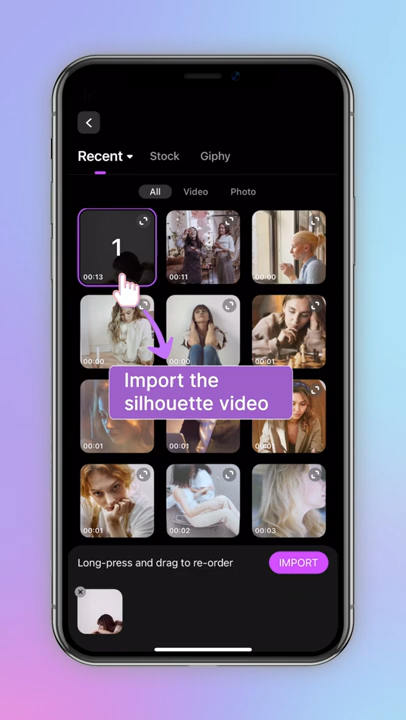 Recent
Stock
Giphy
All
Video
Photo
1
00:13
00:11
00:00
00:00
00:00
00:01
Import the
silhouette video
00:01
00:01
00:01
00:02
00:03
Long-press and drag to re-order
IMPORT